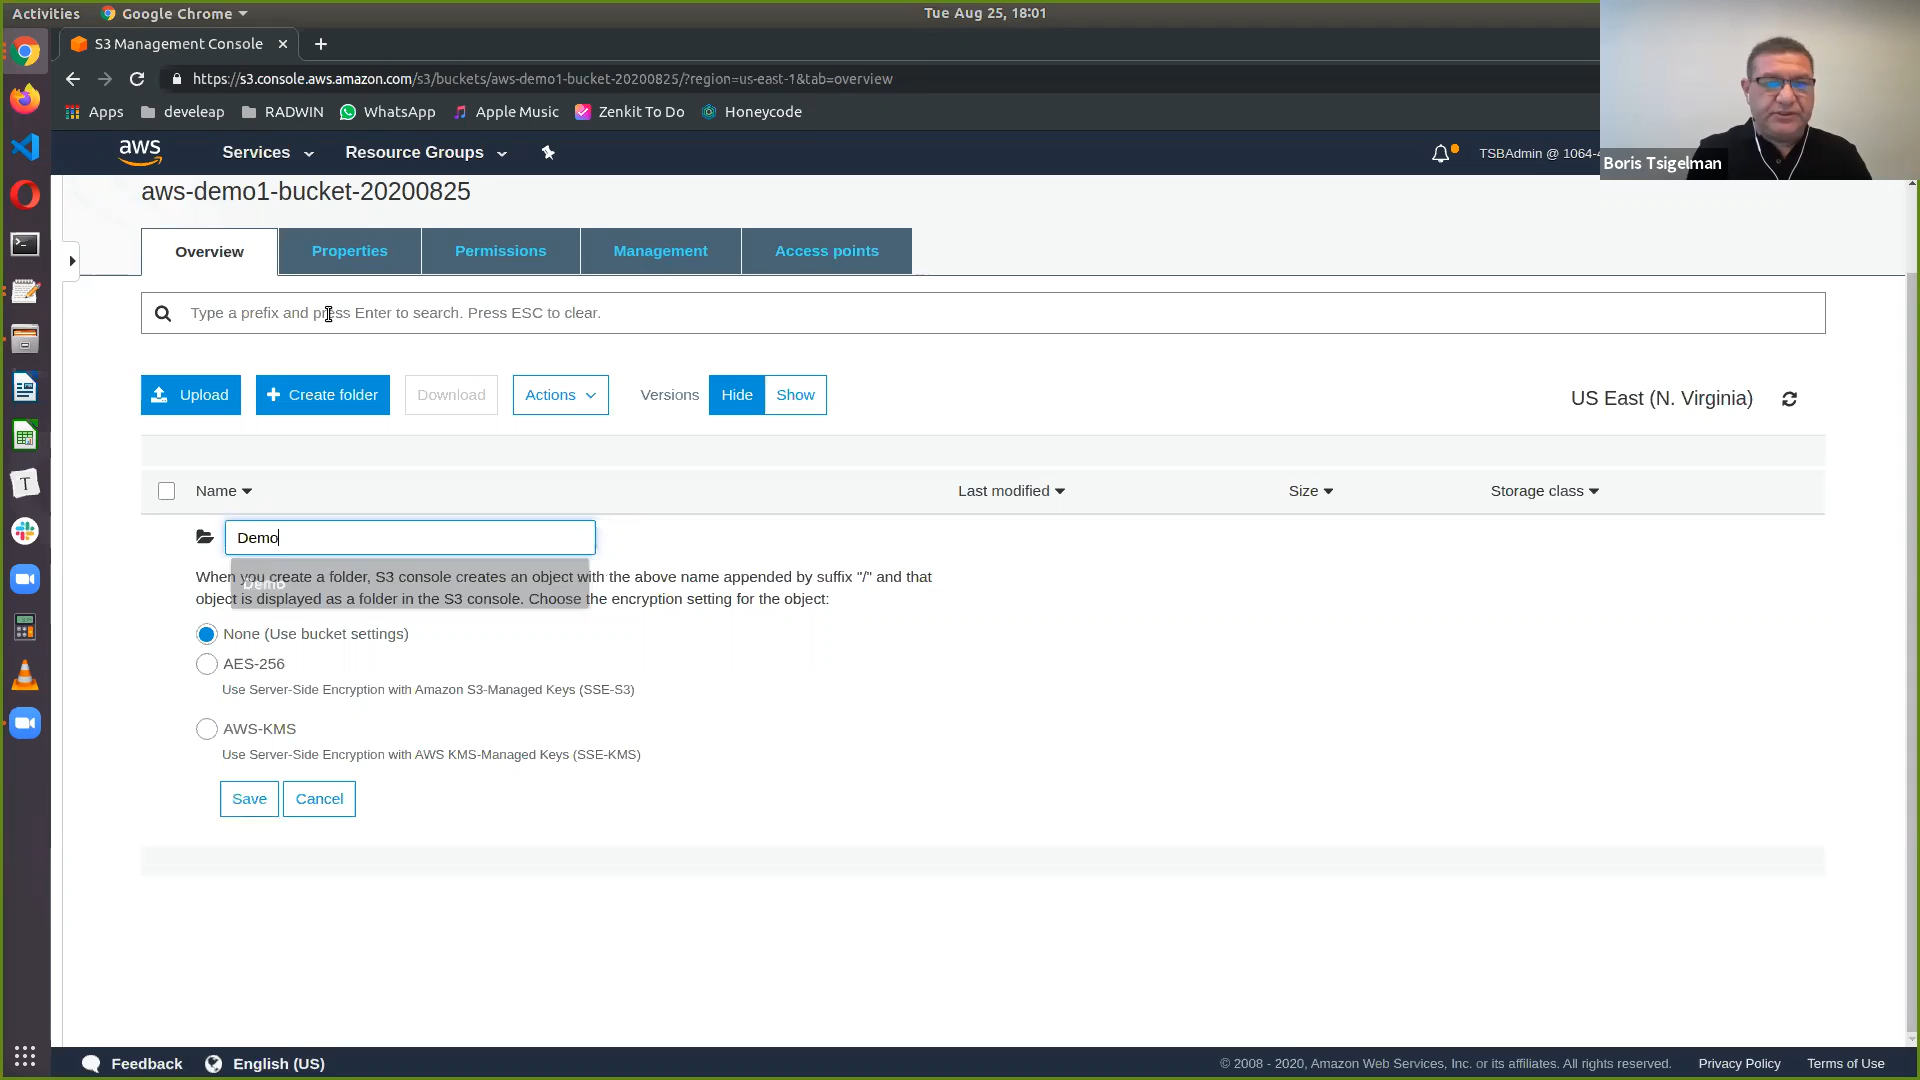 Activities
Google Chrome
Tue Aug 25, 18:01
S3 Management Console
https://s3.console.aws.amazon.com/s3/buckets/aws-demo1-bucket-20200825/?region=us-east-1&tab=overview
Apps develeap RADWIN WhatsApp Apple Music Zenkit To Do Honeycode
aws Services Resource Groups TSBAdmin @ 1064-4
Boris Tsigelman
aws-demo1-bucket-20200825
Overview Properties Permissions Management Access points
Type a prefix and press Enter to search. Press ESC to clear.
Upload Create folder Download Actions Versions Hide Show US East (N. Virginia)
Name Last modified Size Storage class
Demo
When you create a folder, S3 console creates an object with the above name appended by suffix "/" and that
Demo
object is displayed as a folder in the S3 console. Choose the encryption setting for the object:
None (Use bucket settings)
AES-256
Use Server-Side Encryption with Amazon S3-Managed Keys (SSE-S3)
AWS-KMS
Use Server-Side Encryption with AWS KMS-Managed Keys (SSE-KMS)
Save Cancel
T
Feedback English (US) © 2008 - 2020, Amazon Web Services, Inc. or its affiliates. All rights reserved. Privacy Policy Terms of Use